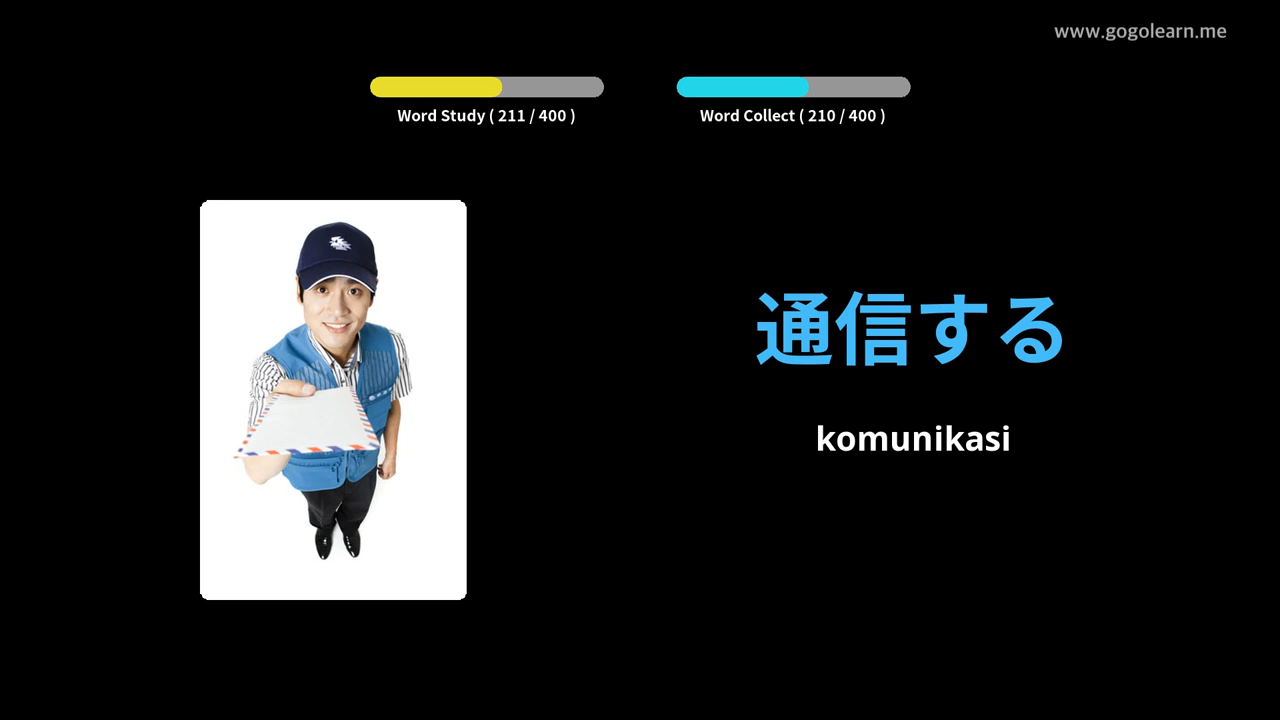 www.gogolearn.me
Word Study ( 211 / 400 )
Word Collect ( 210 / 400 )
通信する
komunikasi